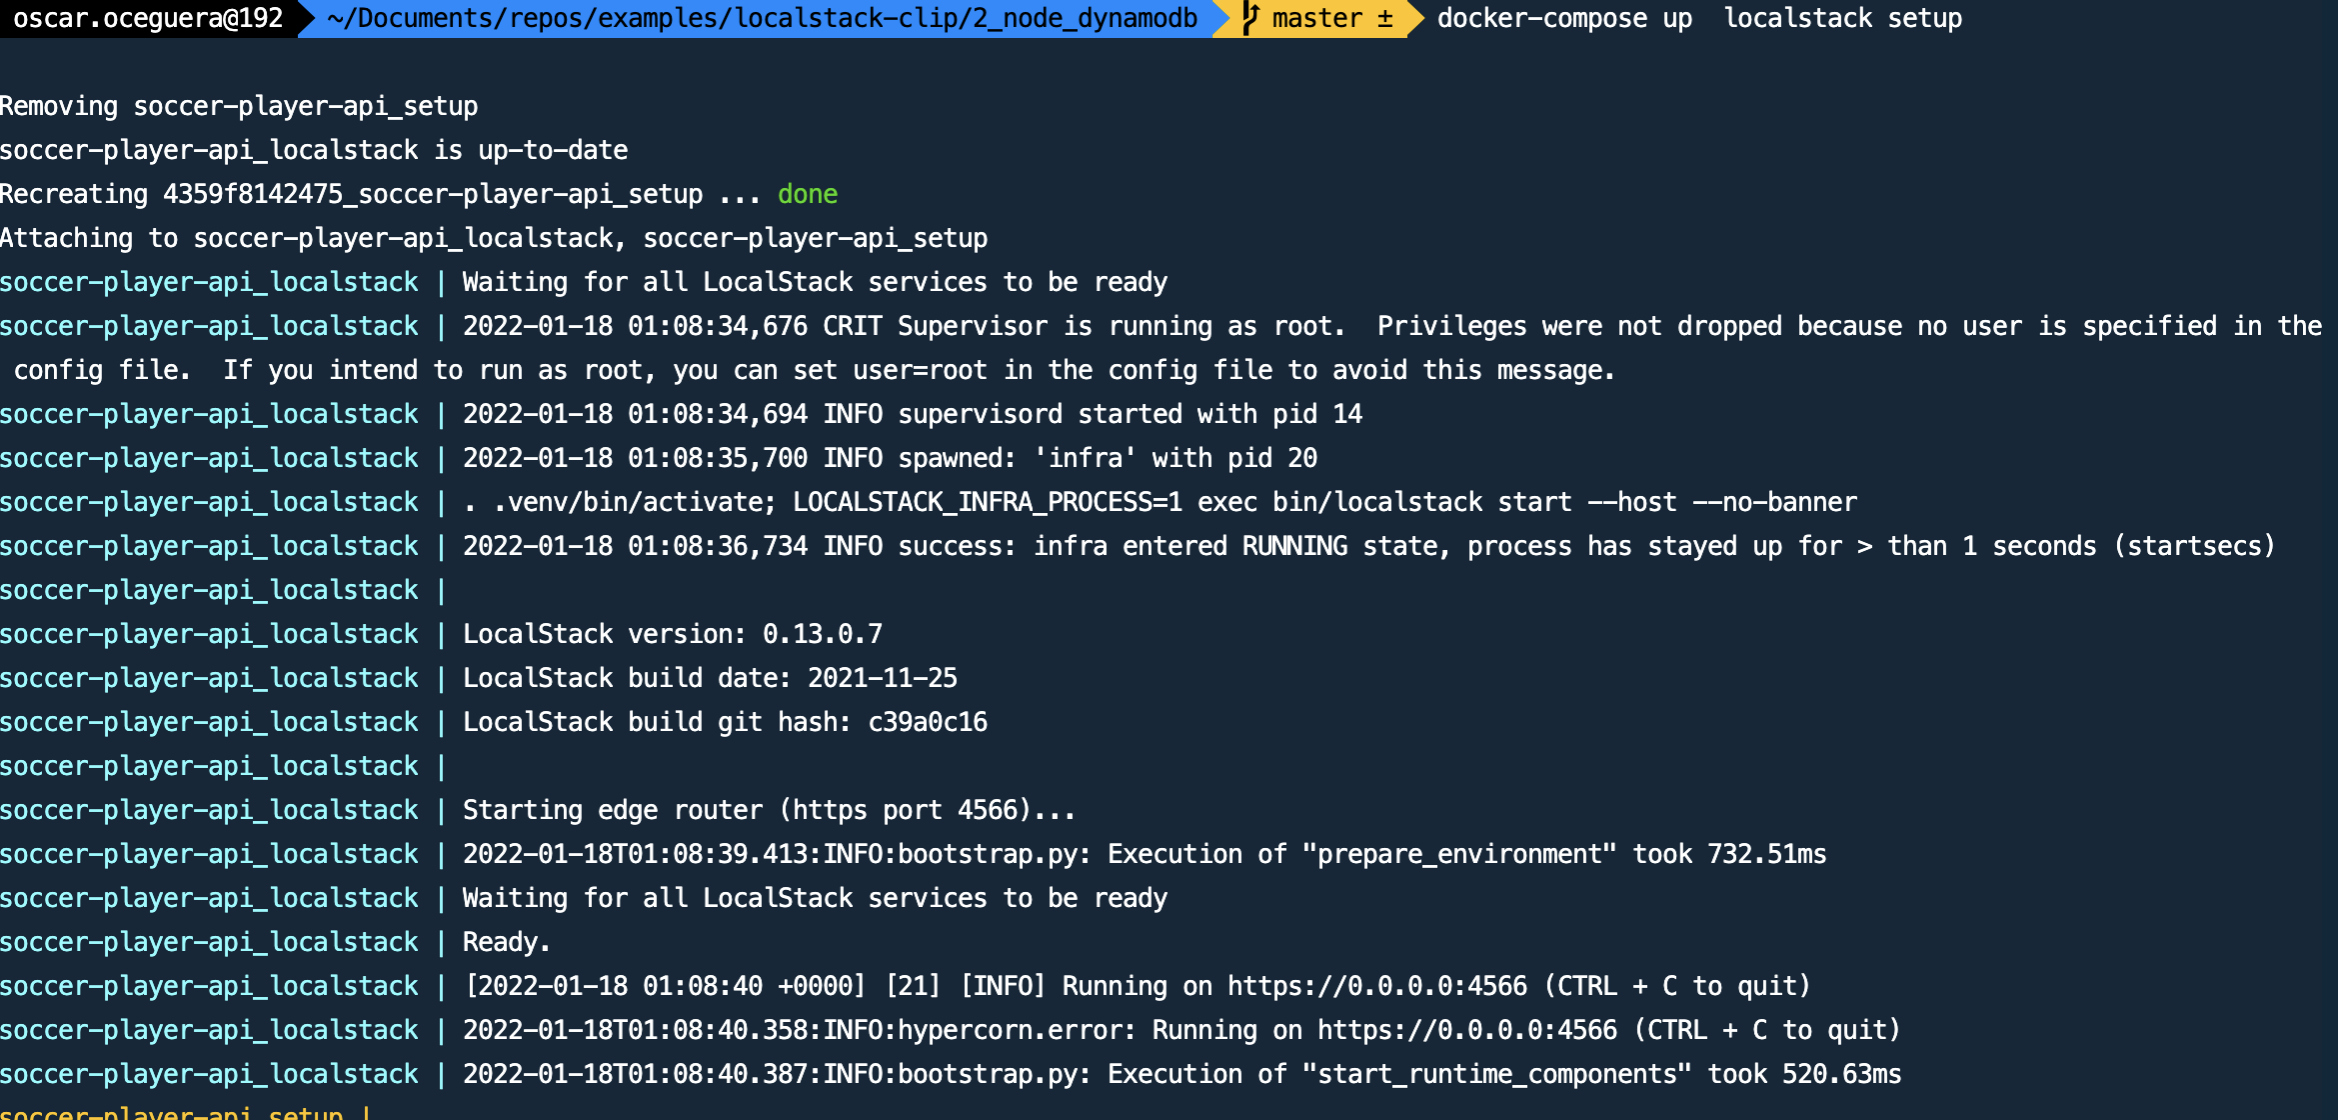 oscar.oceguera@192 ~/Documents/repos/examples/localstack-clip/2_node_dynamodb master ± docker-compose up  localstack setup
Removing soccer-player-api_setup
soccer-player-api_localstack is up-to-date
Recreating 4359f8142475_soccer-player-api_setup ... done
Attaching to soccer-player-api_localstack, soccer-player-api_setup
soccer-player-api_localstack | Waiting for all LocalStack services to be ready
soccer-player-api_localstack | 2022-01-18 01:08:34,676 CRIT Supervisor is running as root.  Privileges were not dropped because no user is specified in the
config file.  If you intend to run as root, you can set user=root in the config file to avoid this message.
soccer-player-api_localstack | 2022-01-18 01:08:34,694 INFO supervisord started with pid 14
soccer-player-api_localstack | 2022-01-18 01:08:35,700 INFO spawned: 'infra' with pid 20
soccer-player-api_localstack | . .venv/bin/activate; LOCALSTACK_INFRA_PROCESS=1 exec bin/localstack start --host --no-banner
soccer-player-api_localstack | 2022-01-18 01:08:36,734 INFO success: infra entered RUNNING state, process has stayed up for > than 1 seconds (startsecs)
soccer-player-api_localstack |
soccer-player-api_localstack | LocalStack version: 0.13.0.7
soccer-player-api_localstack | LocalStack build date: 2021-11-25
soccer-player-api_localstack | LocalStack build git hash: c39a0c16
soccer-player-api_localstack |
soccer-player-api_localstack | Starting edge router (https port 4566)...
soccer-player-api_localstack | 2022-01-18T01:08:39.413:INFO:bootstrap.py: Execution of "prepare_environment" took 732.51ms
soccer-player-api_localstack | Waiting for all LocalStack services to be ready
soccer-player-api_localstack | Ready.
soccer-player-api_localstack | [2022-01-18 01:08:40 +0000] [21] [INFO] Running on https://0.0.0.0:4566 (CTRL + C to quit)
soccer-player-api_localstack | 2022-01-18T01:08:40.358:INFO:hypercorn.error: Running on https://0.0.0.0:4566 (CTRL + C to quit)
soccer-player-api_localstack | 2022-01-18T01:08:40.387:INFO:bootstrap.py: Execution of "start_runtime_components" took 520.63ms
soccer-player-api_setup |